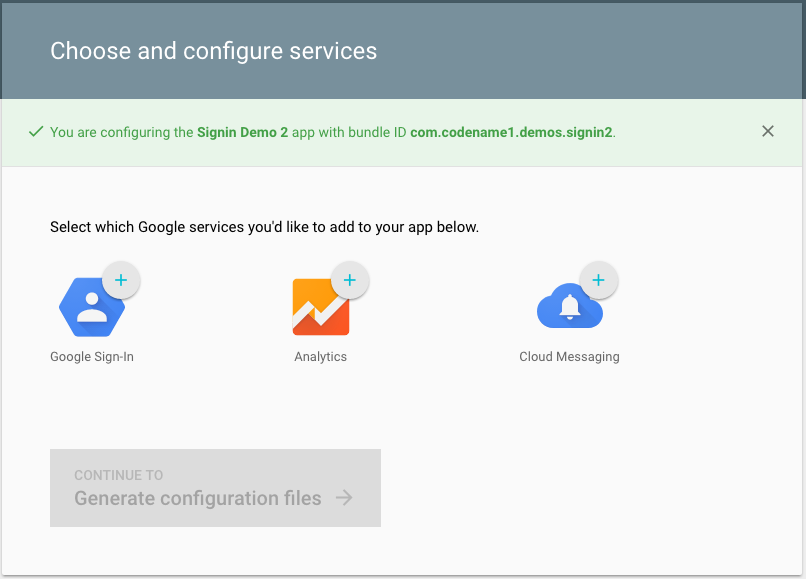 Choose and configure services
You are configuring the Signin Demo 2 app with bundle ID com.codename1.demos.signin2.
Select which Google services you'd like to add to your app below.
Google Sign-In
Analytics
Cloud Messaging
CONTINUE TO
Generate configuration files